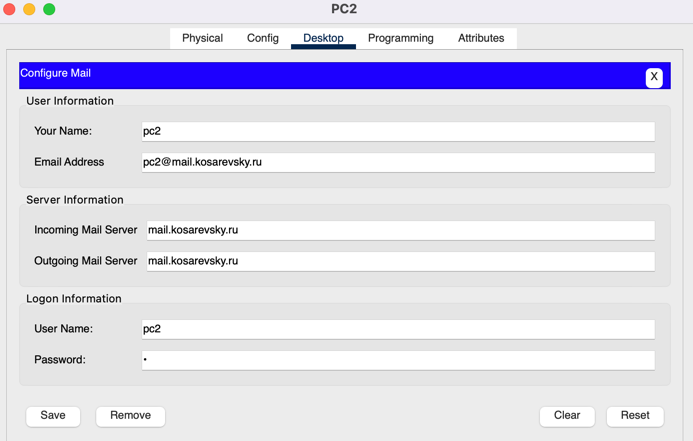 PC2
Physical Config Desktop Programming Attributes
Configure Mail X
User Information
Your Name: pc2
Email Address pc2@mail.kosarevsky.ru
Server Information
Incoming Mail Server mail.kosarevsky.ru
Outgoing Mail Server mail.kosarevsky.ru
Logon Information
User Name: pc2
Password: •
Save Remove Clear Reset